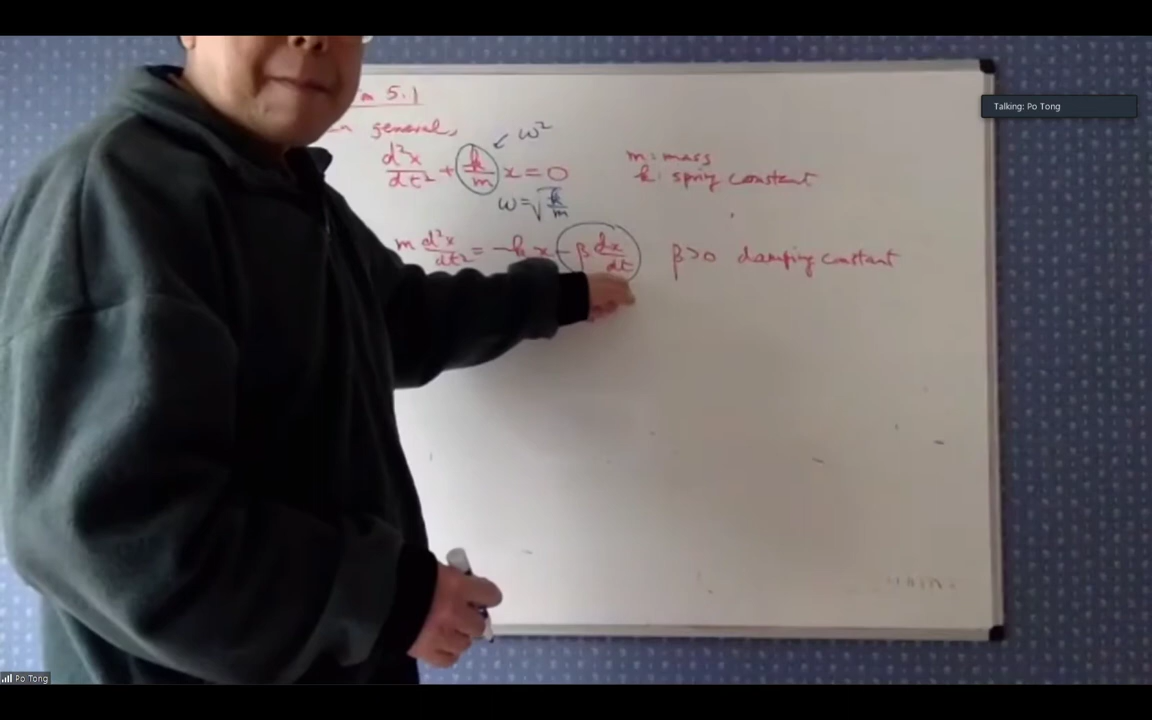 5.1
in general,
d²x/dt² + k/m x = 0
ω²
ω = √k/m
m: mass
k: spring constant
m d²x/dt² = -kx - β dx/dt
β>0 damping constant
Talking: Po Tong
Po Tong